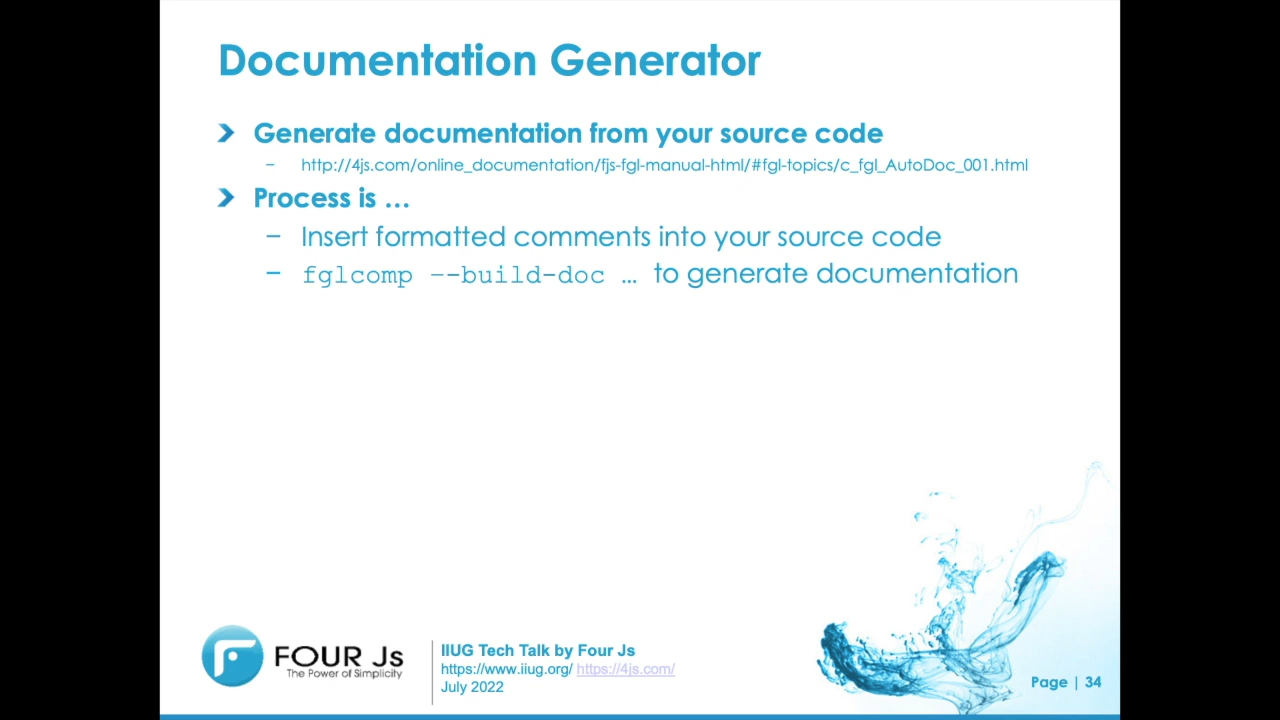 Documentation Generator
Generate documentation from your source code
– http://4js.com/online_documentation/fjs-fgl-manual-html/#fgl-topics/c_fgl_AutoDoc_001.html
Process is …
– Insert formatted comments into your source code
– fglcomp –-build-doc … to generate documentation
FOUR Js
The Power of Simplicity
IIUG Tech Talk by Four Js
https://www.iiug.org/ https://4js.com/
July 2022
Page | 34